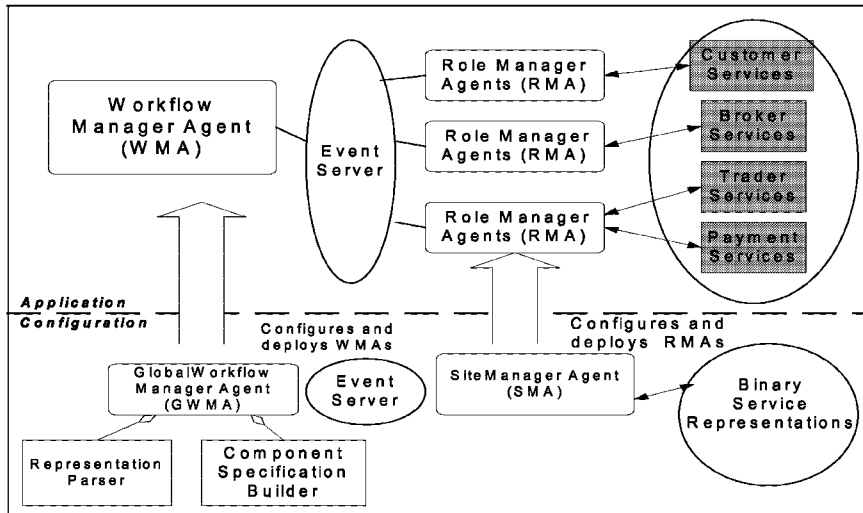 Workflow
Manager Agent
(WMA)
Event
Server
Role Manager
Agents (RMA)
Role Manager
Agents (RMA)
Role Manager
Agents (RMA)
Customer
Services
Broker
Services
Trader
Services
Payment
Services
Application
Configuration
Configures and
deploys WMAs
Configures and
deploys RMAs
GlobalWorkflow
Manager Agent
(GWMA)
Event
Server
SiteManager Agent
(SMA)
Binary
Service
Representations
Representation
Parser
Component
Specification
Builder